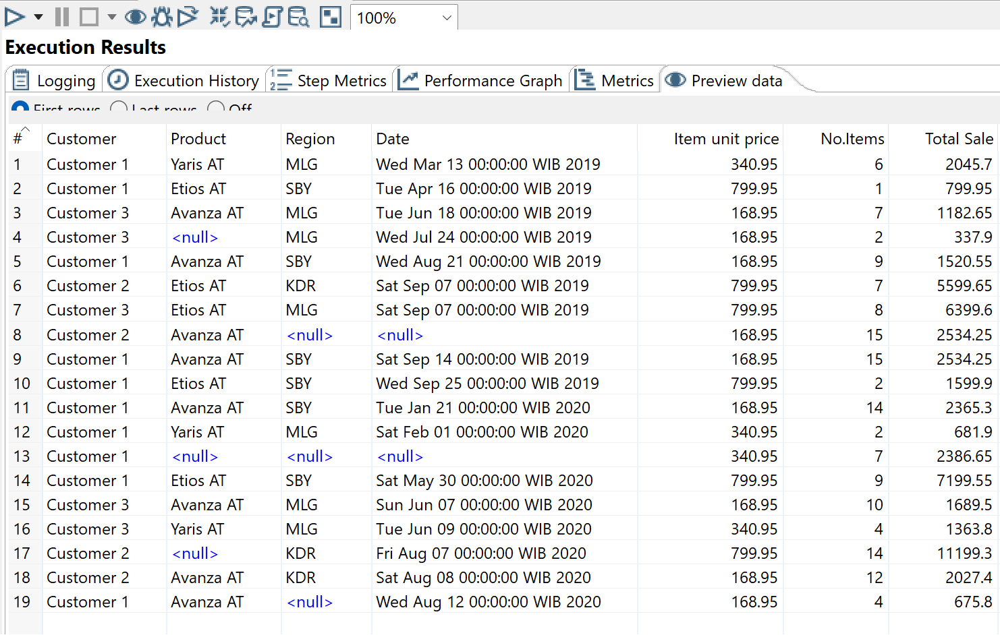 100%
Execution Results
Logging Execution History Step Metrics Performance Graph Metrics Preview data
First rows Last rows Off
# Customer Product Region Date Item unit price No.Items Total Sale
1 Customer 1 Yaris AT MLG Wed Mar 13 00:00:00 WIB 2019 340.95 6 2045.7
2 Customer 1 Etios AT SBY Tue Apr 16 00:00:00 WIB 2019 799.95 1 799.95
3 Customer 3 Avanza AT MLG Tue Jun 18 00:00:00 WIB 2019 168.95 7 1182.65
4 Customer 3 <null> MLG Wed Jul 24 00:00:00 WIB 2019 168.95 2 337.9
5 Customer 1 Avanza AT SBY Wed Aug 21 00:00:00 WIB 2019 168.95 9 1520.55
6 Customer 2 Etios AT KDR Sat Sep 07 00:00:00 WIB 2019 799.95 7 5599.65
7 Customer 3 Etios AT MLG Sat Sep 07 00:00:00 WIB 2019 799.95 8 6399.6
8 Customer 2 Avanza AT <null> <null> 168.95 15 2534.25
9 Customer 1 Avanza AT SBY Sat Sep 14 00:00:00 WIB 2019 168.95 15 2534.25
10 Customer 1 Etios AT SBY Wed Sep 25 00:00:00 WIB 2019 799.95 2 1599.9
11 Customer 1 Avanza AT SBY Tue Jan 21 00:00:00 WIB 2020 168.95 14 2365.3
12 Customer 1 Yaris AT MLG Sat Feb 01 00:00:00 WIB 2020 340.95 2 681.9
13 Customer 1 <null> <null> <null> 340.95 7 2386.65
14 Customer 1 Etios AT SBY Sat May 30 00:00:00 WIB 2020 799.95 9 7199.55
15 Customer 3 Avanza AT MLG Sun Jun 07 00:00:00 WIB 2020 168.95 10 1689.5
16 Customer 3 Yaris AT MLG Tue Jun 09 00:00:00 WIB 2020 340.95 4 1363.8
17 Customer 2 <null> KDR Fri Aug 07 00:00:00 WIB 2020 799.95 14 11199.3
18 Customer 2 Avanza AT KDR Sat Aug 08 00:00:00 WIB 2020 168.95 12 2027.4
19 Customer 1 Avanza AT <null> Wed Aug 12 00:00:00 WIB 2020 168.95 4 675.8